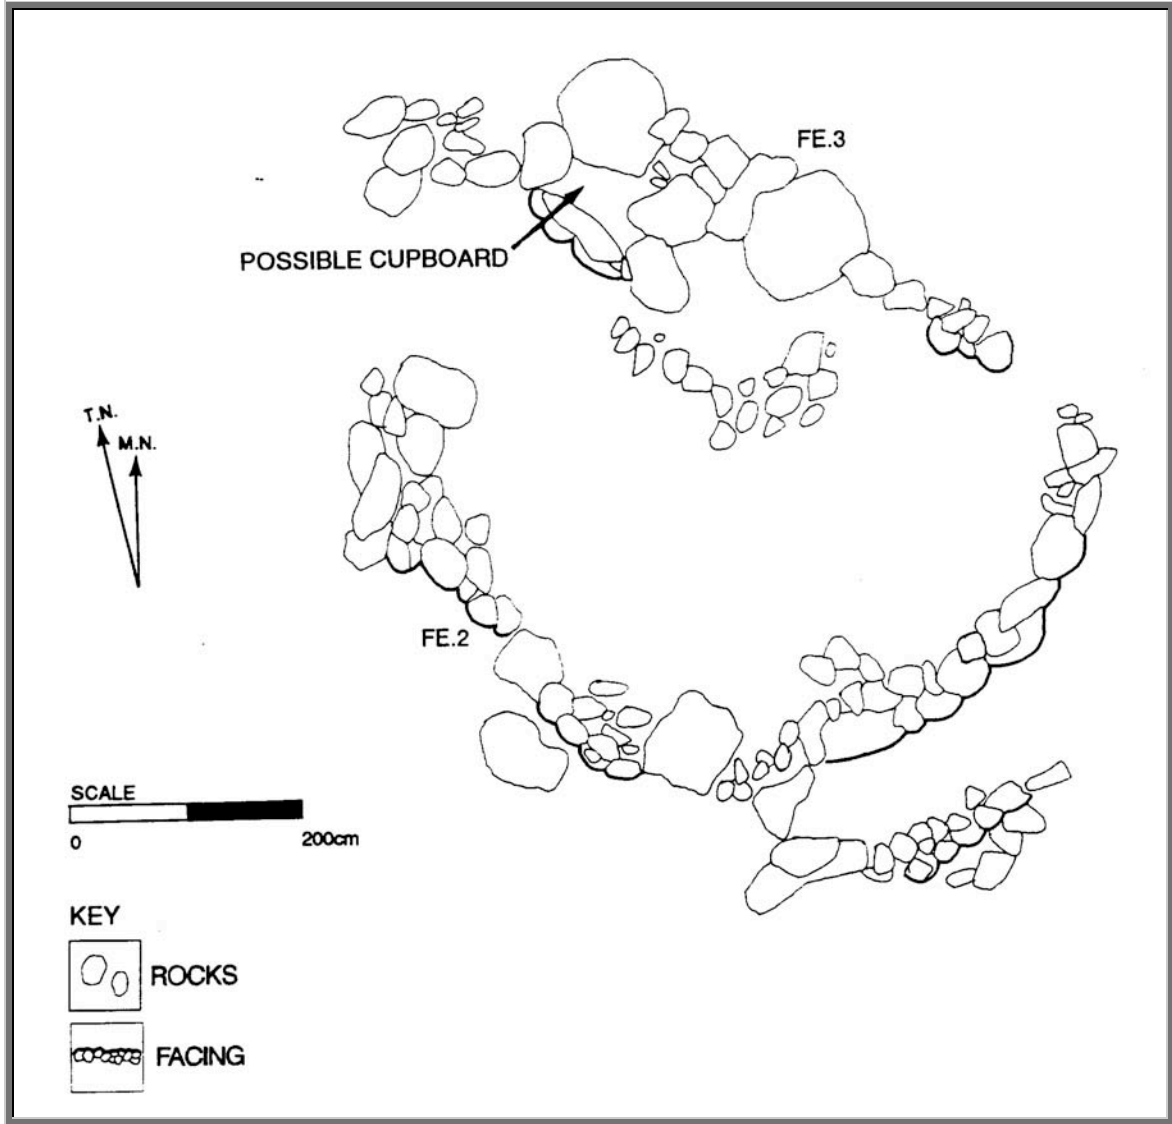 FE.3
POSSIBLE CUPBOARD
T.N.
M.N.
FE.2
SCALE
0 200cm
KEY
ROCKS
FACING